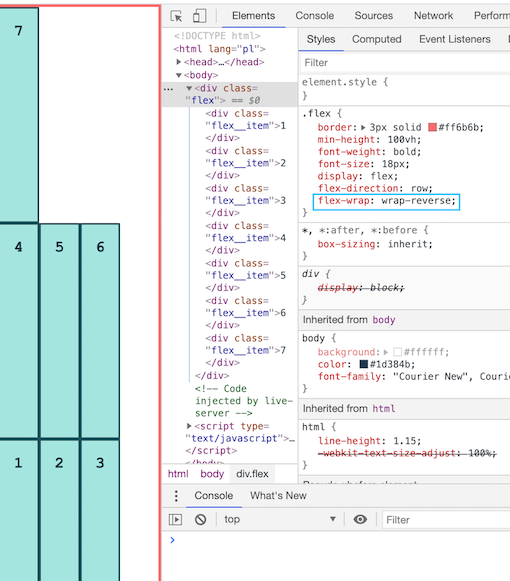 7
4 5 6
1 2 3
Elements Console Sources Network Perform
<!DOCTYPE html>
<html lang="pl">
<head>…</head>
<body>
… <div class=
"flex"> == $0
<div class=
"flex__item">1
</div>
<div class=
"flex__item">2
</div>
<div class=
"flex__item">3
</div>
<div class=
"flex__item">4
</div>
<div class=
"flex__item">5
</div>
<div class=
"flex__item">6
</div>
<div class=
"flex__item">7
</div>
</div>
<!-- Code
injected by live-
server -->
<script type=
"text/javascript">…
</script>
</body>
html body div.flex
Styles Computed Event Listeners
Filter
element.style {
}
.flex {
border: 3px solid #ff6b6b;
min-height: 100vh;
font-weight: bold;
font-size: 18px;
display: flex;
flex-direction: row;
flex-wrap: wrap-reverse;
}
*, *:after, *:before {
box-sizing: inherit;
}
div {
display: block;
}
Inherited from body
body {
background: #ffffff;
color: #1d384b;
font-family: "Courier New", Courie
}
Inherited from html
html {
line-height: 1.15;
-webkit-text-size-adjust: 100%;
}
Pseudo ::before element
Console What's New
top Filter